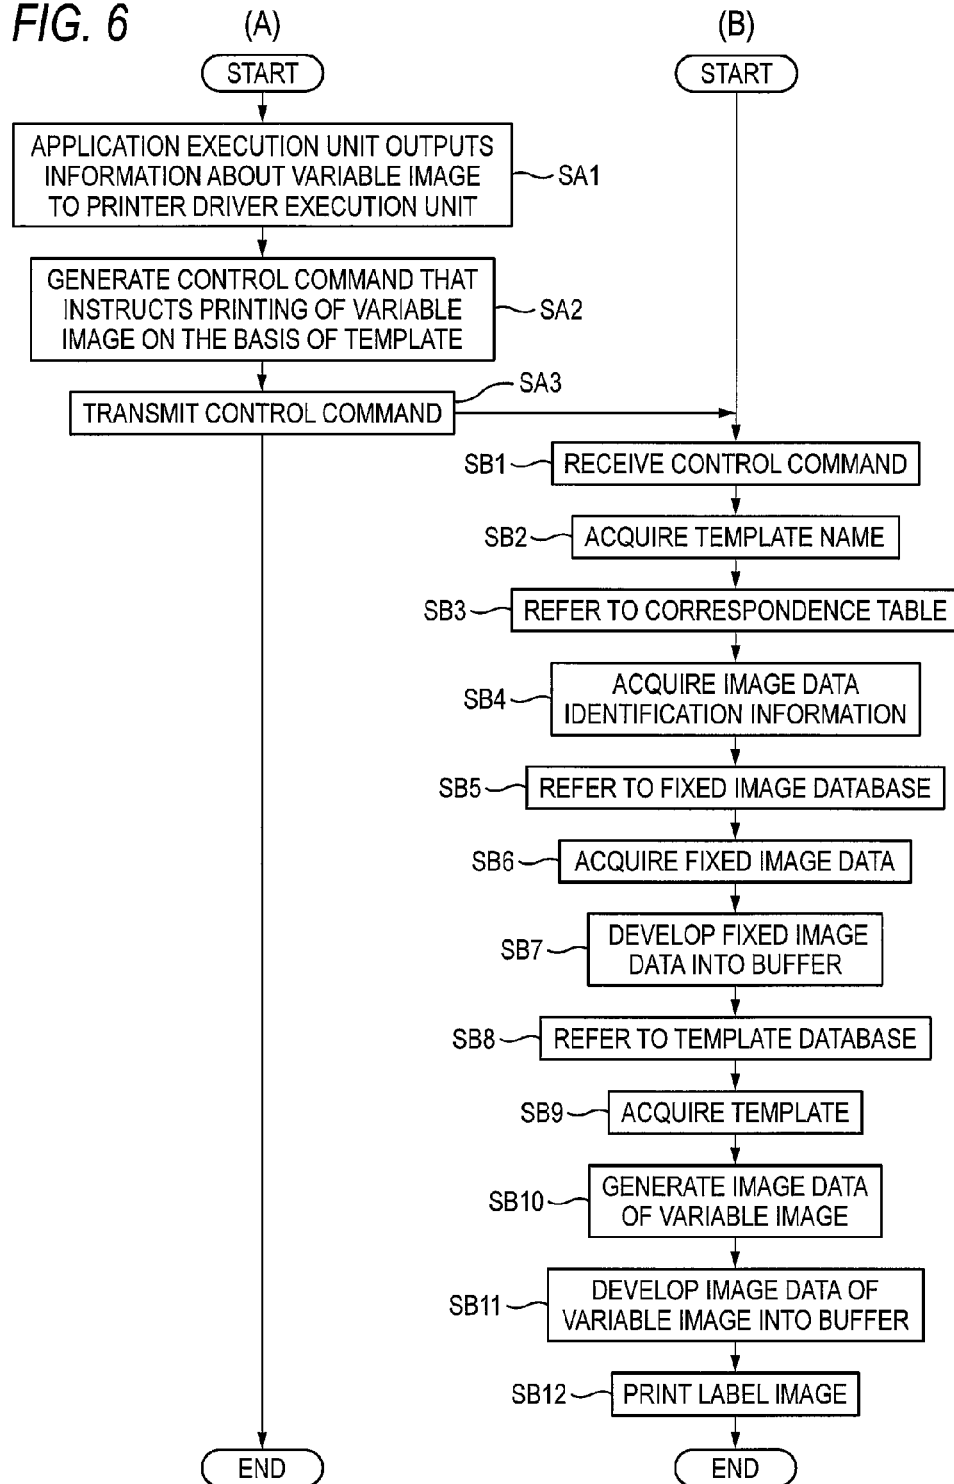 FIG. 6
(A)
(B)
START
START
APPLICATION EXECUTION UNIT OUTPUTS
INFORMATION ABOUT VARIABLE IMAGE
TO PRINTER DRIVER EXECUTION UNIT
SA1
GENERATE CONTROL COMMAND THAT
INSTRUCTS PRINTING OF VARIABLE
IMAGE ON THE BASIS OF TEMPLATE
SA2
TRANSMIT CONTROL COMMAND
SA3
SB1
RECEIVE CONTROL COMMAND
SB2
ACQUIRE TEMPLATE NAME
SB3
REFER TO CORRESPONDENCE TABLE
SB4
ACQUIRE IMAGE DATA
IDENTIFICATION INFORMATION
SB5
REFER TO FIXED IMAGE DATABASE
SB6
ACQUIRE FIXED IMAGE DATA
SB7
DEVELOP FIXED IMAGE
DATA INTO BUFFER
SB8
REFER TO TEMPLATE DATABASE
SB9
ACQUIRE TEMPLATE
SB10
GENERATE IMAGE DATA
OF VARIABLE IMAGE
SB11
DEVELOP IMAGE DATA OF
VARIABLE IMAGE INTO BUFFER
SB12
PRINT LABEL IMAGE
END
END